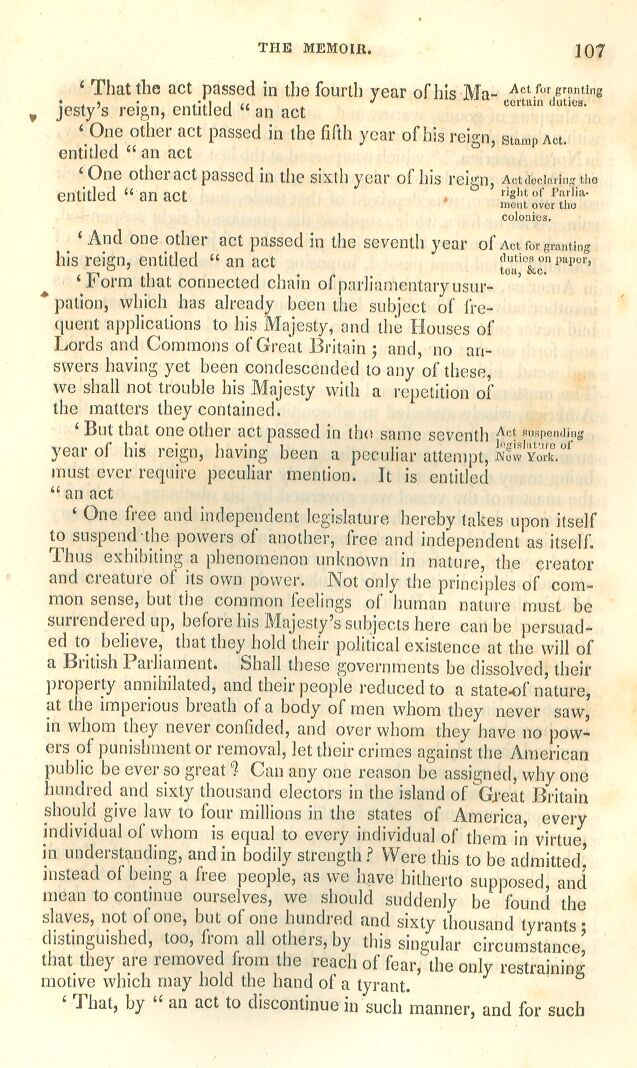 THE MEMOIR. 107
‘ That the act passed in the fourth year of his Ma-
jesty’s reign, entitled “ an act
Act for granting
certain duties.
‘ One other act passed in the fifth year of his reign,
entitled “ an act
Stamp Act.
‘ One other act passed in the sixth year of his reign,
entitled “ an act
Act declaring the
right of Parlia-
ment over the
colonies.
‘ And one other act passed in the seventh year of
his reign, entitled “ an act
Act for granting
duties on paper,
tea, &c.
‘ Form that connected chain of parliamentary usur-
pation, which has already been the subject of fre-
quent applications to his Majesty, and the Houses of
Lords and Commons of Great Britain ; and, no an-
swers having yet been condescended to any of these,
we shall not trouble his Majesty with a repetition of
the matters they contained.
‘ But that one other act passed in the same seventh
year of his reign, having been a peculiar attempt,
must ever require peculiar mention. It is entitled
“ an act
Act suspending
legislature of
New York.
‘ One free and independent legislature hereby takes upon itself
to suspend the powers of another, free and independent as itself.
Thus exhibiting a phenomenon unknown in nature, the creator
and creature of its own power. Not only the principles of com-
mon sense, but the common feelings of human nature must be
surrendered up, before his Majesty’s subjects here can be persuad-
ed to believe, that they hold their political existence at the will of
a British Parliament. Shall these governments be dissolved, their
property annihilated, and their people reduced to a state of nature,
at the imperious breath of a body of men whom they never saw,
in whom they never confided, and over whom they have no pow-
ers of punishment or removal, let their crimes against the American
public be ever so great ? Can any one reason be assigned, why one
hundred and sixty thousand electors in the island of Great Britain
should give law to four millions in the states of America, every
individual of whom is equal to every individual of them in virtue,
in understanding, and in bodily strength ? Were this to be admitted,
instead of being a free people, as we have hitherto supposed, and
mean to continue ourselves, we should suddenly be found the
slaves, not of one, but of one hundred and sixty thousand tyrants ;
distinguished, too, from all others, by this singular circumstance,
that they are removed from the reach of fear, the only restraining
motive which may hold the hand of a tyrant.
‘ That, by “ an act to discontinue in such manner, and for such